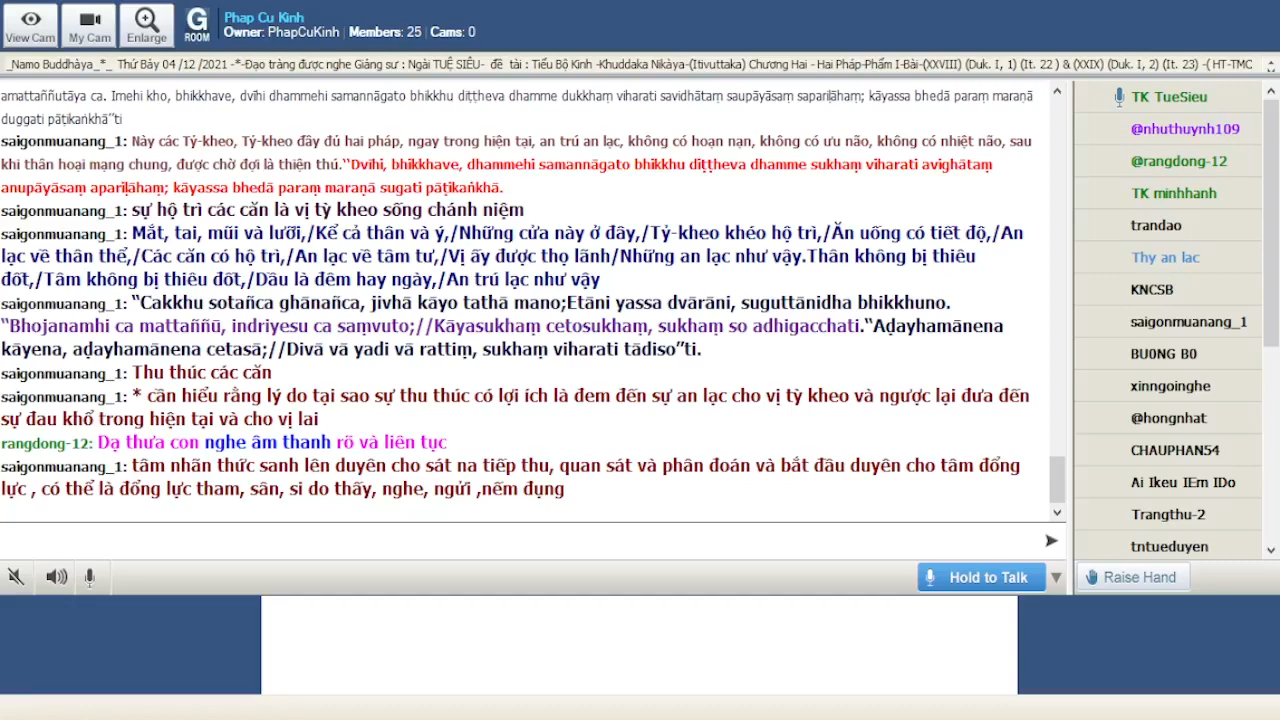 View Cam
My Cam
Enlarge
G
ROOM
Phap Cu Kinh
Owner: PhapCuKinh | Members: 25 | Cams: 0
_Namo Buddhàya_*_ Thứ Bảy 04 /12 /2021 -*-Đạo tràng được nghe Giảng sư : Ngài TUỆ SIÊU- đề tài : Tiểu Bộ Kinh -Khuddaka Nikàya-(Itivuttaka) Chương Hai - Hai Pháp-Phẩm I-Bài-(XXVIII) (Duk. I, 1) (It. 22 ) & (XXIX) (Duk. I, 2) (It. 23) -( HT-TMC
amattaññutāya ca. Imehi kho, bhikkhave, dvīhi dhammehi samannāgato bhikkhu diṭṭheva dhamme dukkhaṃ viharati savighātaṃ saupāyāsaṃ sapariḷāhaṃ; kāyassa bhedā paraṃ maraṇā
duggati pāṭikaṅkhā”ti
saigonmuanang_1: Này các Tỷ-kheo, Tỷ-kheo đầy đủ hai pháp, ngay trong hiện tại, an trú an lạc, không có hoạn nạn, không có ưu não, không có nhiệt não, sau
khi thân hoại mạng chung, được chờ đợi là thiện thú.“Dvīhi, bhikkhave, dhammehi samannāgato bhikkhu diṭṭheva dhamme sukhaṃ viharati avighātaṃ
anupāyāsaṃ apariḷāhaṃ; kāyassa bhedā paraṃ maraṇā sugati pāṭikaṅkhā.
saigonmuanang_1: sự hộ trì các căn là vị tỳ kheo sống chánh niệm
saigonmuanang_1: Mắt, tai, mũi và lưỡi,/Kể cả thân và ý,/Những cửa này ở đây,/Tỷ-kheo khéo hộ trì,/Ăn uống có tiết độ,/An
lạc về thân thể,/Các căn có hộ trì,/An lạc về tâm tư,/Vị ấy được thọ lãnh/Những an lạc như vậy.Thân không bị thiêu
đốt,/Tâm không bị thiêu đốt,/Dầu là đêm hay ngày,/An trú lạc như vậy
saigonmuanang_1: “Cakkhu sotañca ghānañca, jivhā kāyo tathā mano;Etāni yassa dvārāni, suguttānidha bhikkhuno.
“Bhojanamhi ca mattaññū, indriyesu ca saṃvuto;//Kāyasukhaṃ cetosukhaṃ, sukhaṃ so adhigacchati.“Aḍayhamānena
kāyena, aḍayhamānena cetasā;//Divā vā yadi vā rattiṃ, sukhaṃ viharati tādiso”ti.
saigonmuanang_1: Thu thúc các căn
saigonmuanang_1: * cần hiểu rằng lý do tại sao sự thu thúc có lợi ích là đem đến sự an lạc cho vị tỳ kheo và ngược lại đưa đến
sự đau khổ trong hiện tại và cho vị lai
rangdong-12: Dạ thưa con nghe âm thanh rõ và liên tục
saigonmuanang_1: tâm nhãn thức sanh lên duyên cho sát na tiếp thu, quan sát và phân đoán và bắt đầu duyên cho tâm đổng
lực , có thể là đổng lực tham, sân, si do thấy, nghe, ngửi ,nếm đụng
TK TueSieu
@nhuthuynh109
@rangdong-12
TK minhhanh
trandao
Thy an lac
KNCSB
saigonmuanang_1
BU0NG B0
xinngoinghe
@hongnhat
CHAUPHAN54
Ai Ikeu IEm IDo
Trangthu-2
tntueduyen
Hold to Talk
Raise Hand